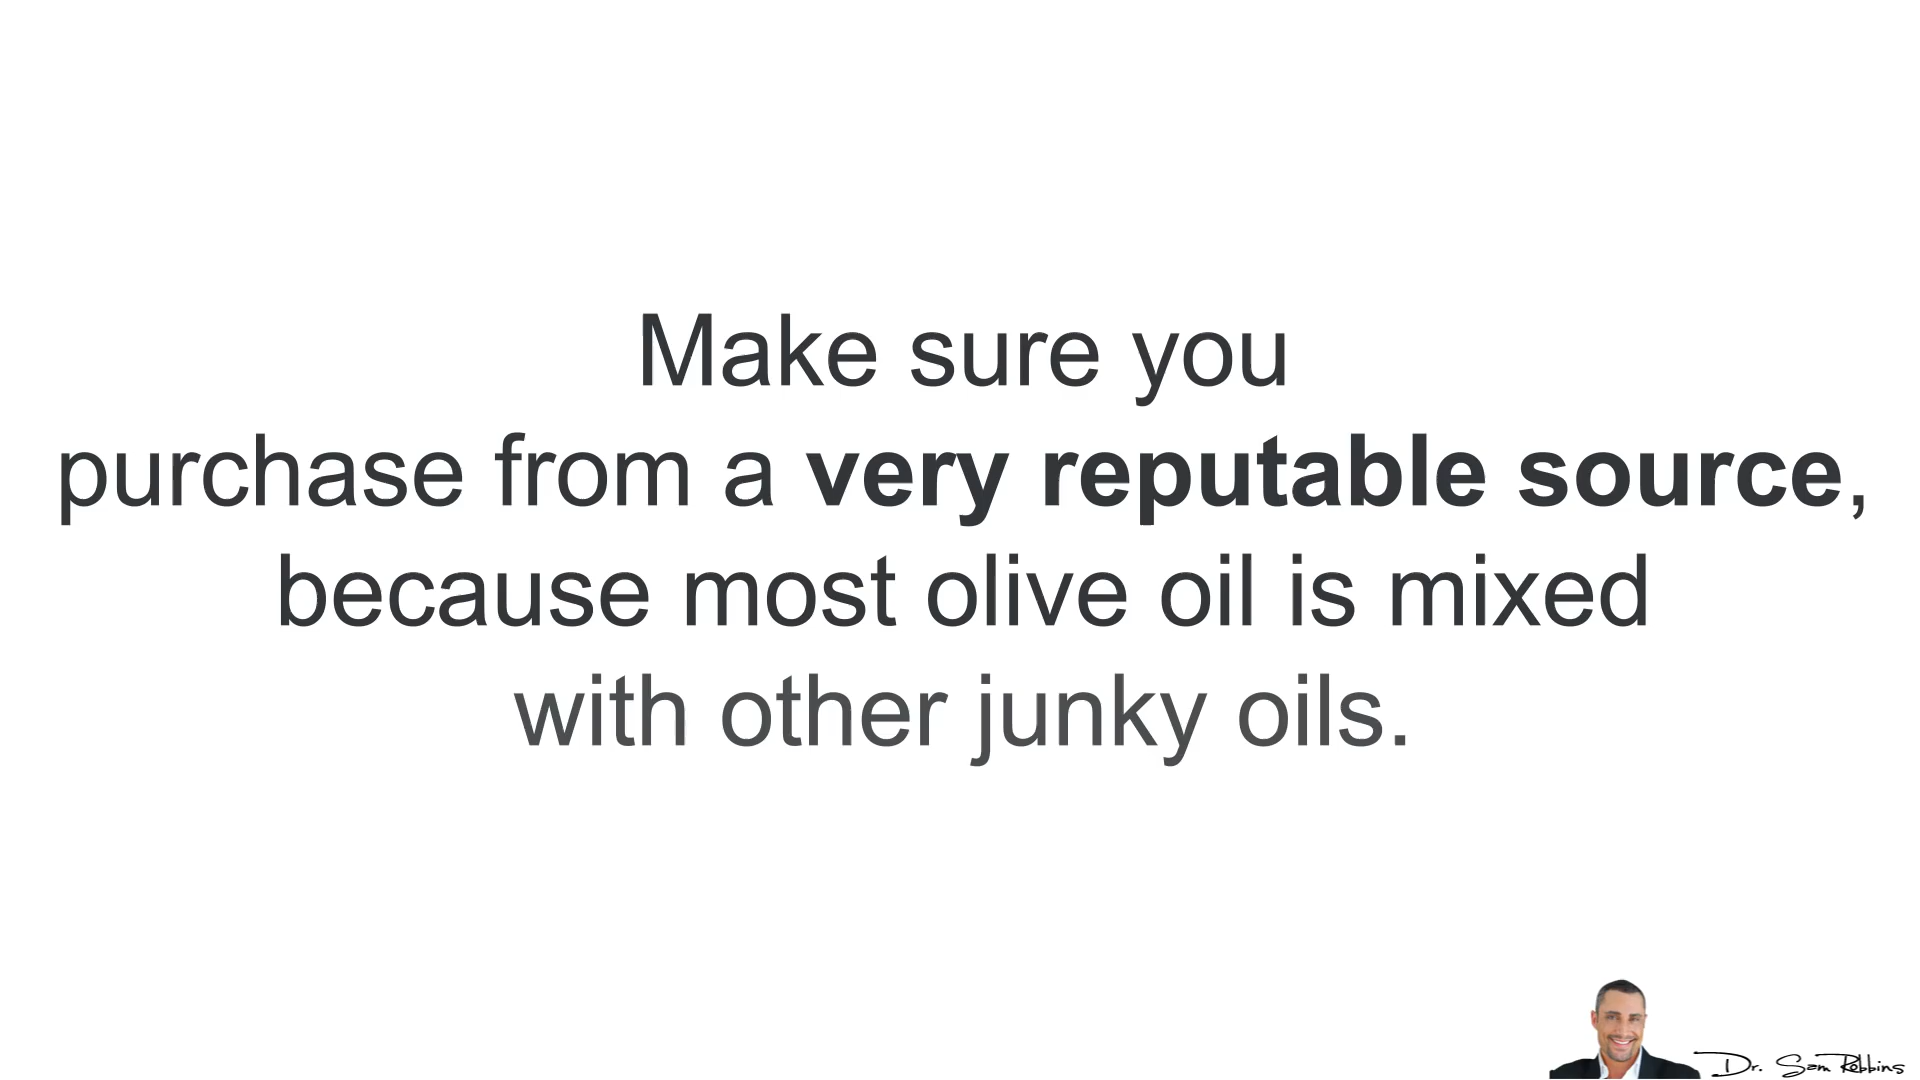 Make sure you
purchase from a very reputable source,
because most olive oil is mixed
with other junky oils.
Dr. Sam Robbins